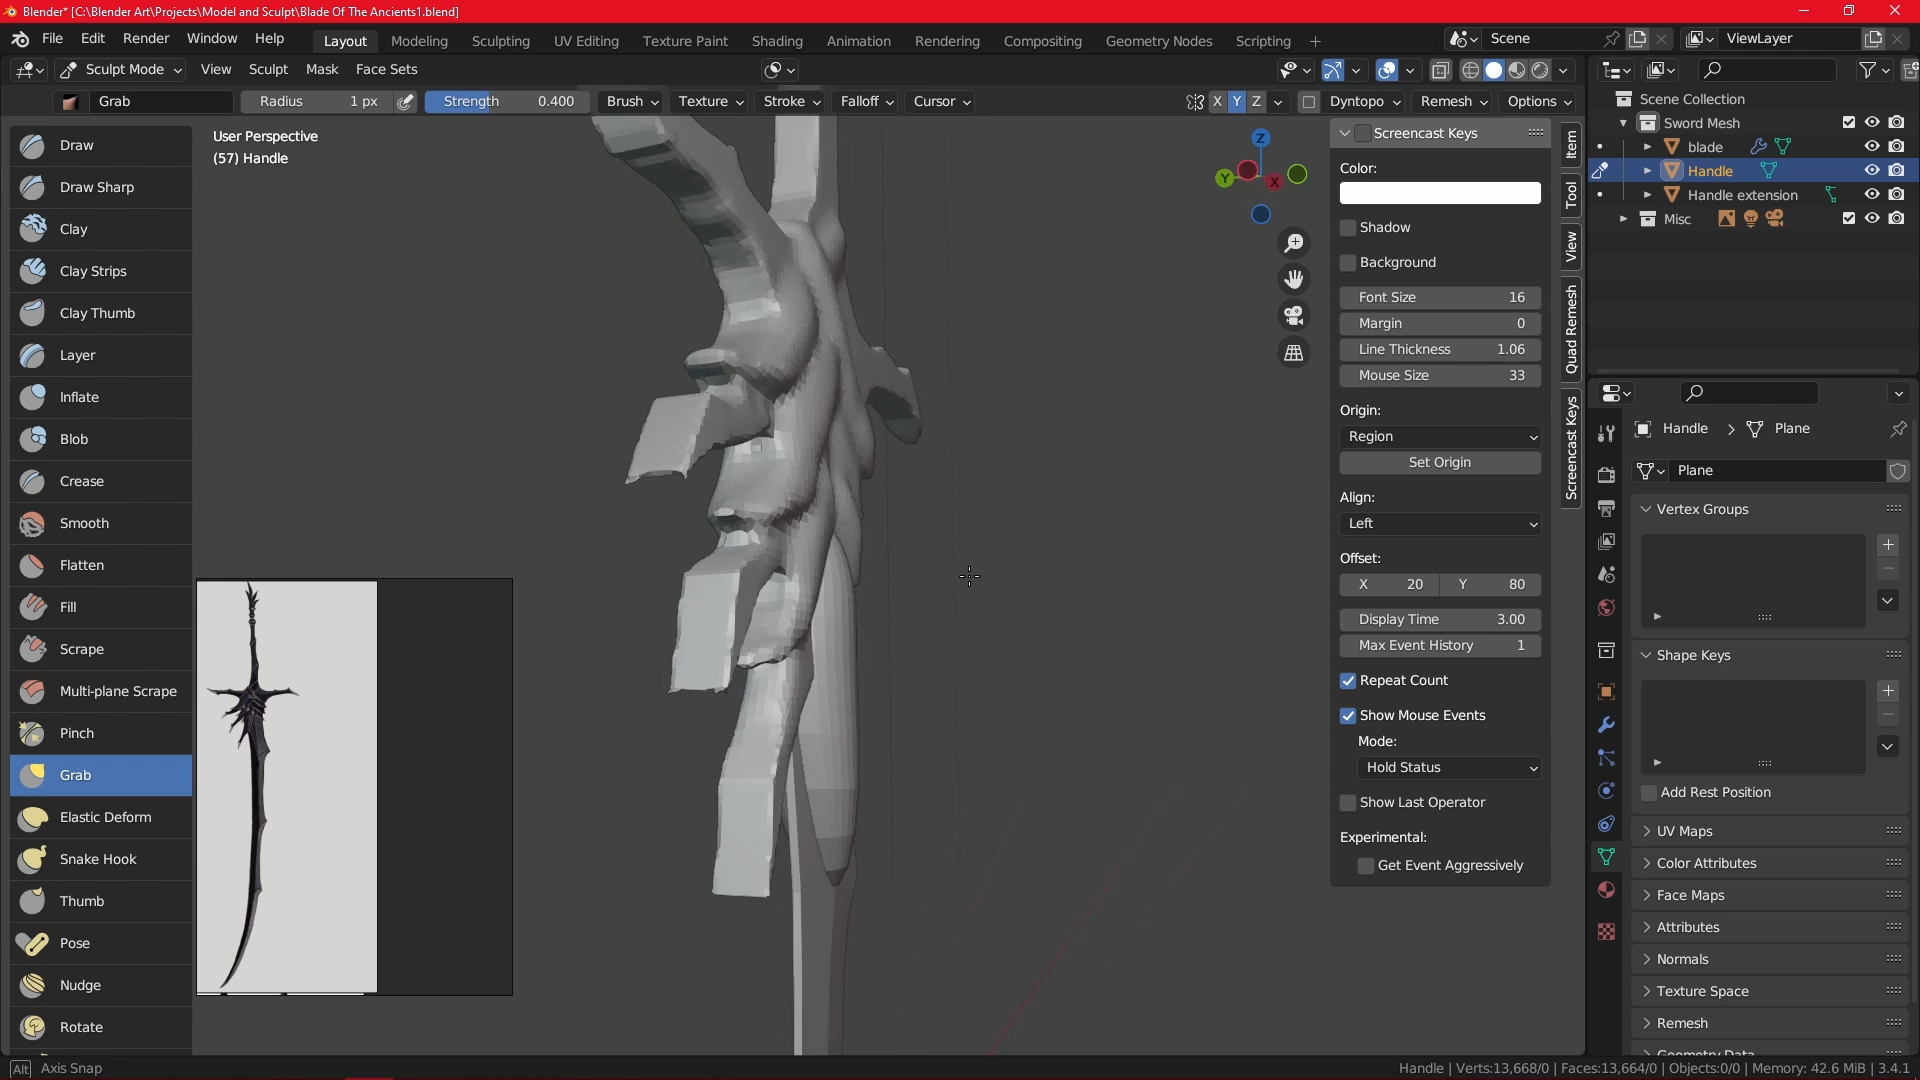 Blender* [C:\Blender Art\Projects\Model and Sculpt\Blade Of The Ancients1.blend]
File Edit Render Window Help
Layout Modeling Sculpting UV Editing Texture Paint Shading Animation Rendering Compositing Geometry Nodes Scripting +
Scene
ViewLayer
Sculpt Mode View Sculpt Mask Face Sets
Grab
Radius 1 px
Strength 0.400
Brush Texture Stroke Falloff Cursor
X Y Z
Dyntopo Remesh Options
Draw
Draw Sharp
Clay
Clay Strips
Clay Thumb
Layer
Inflate
Blob
Crease
Smooth
Flatten
Fill
Scrape
Multi-plane Scrape
Pinch
Grab
Elastic Deform
Snake Hook
Thumb
Pose
Nudge
Rotate
User Perspective
(57) Handle
Z
Y
X
Screencast Keys
Color:
Shadow
Background
Font Size 16
Margin 0
Line Thickness 1.06
Mouse Size 33
Origin:
Region
Set Origin
Align:
Left
Offset:
X 20 Y 80
Display Time 3.00
Max Event History 1
Repeat Count
Show Mouse Events
Mode:
Hold Status
Show Last Operator
Experimental:
Get Event Aggressively
Item
Tool
View
Quad Remesh
Screencast Keys
Scene Collection
Sword Mesh
blade
Handle
Handle extension
Misc
Handle > Plane
Plane
Vertex Groups
Shape Keys
Add Rest Position
UV Maps
Color Attributes
Face Maps
Attributes
Normals
Texture Space
Remesh
Geometry Data
Alt Axis Snap
Handle | Verts:13,668/0 | Faces:13,664/0 | Objects:0/0 | Memory: 42.6 MiB | 3.4.1